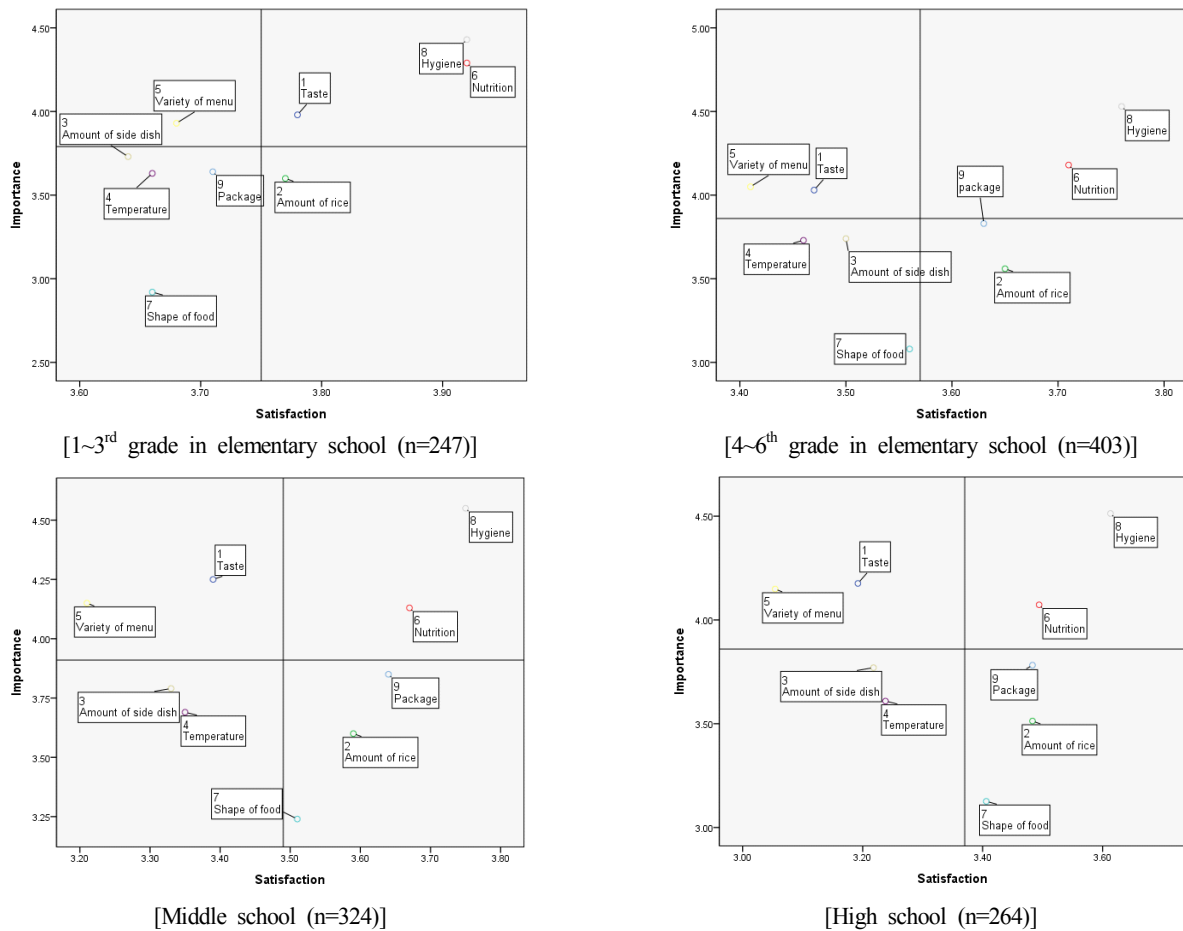 4.50
4.00
3.50
3.00
2.50
Importance
8
Hygiene
6
Nutrition
1
Taste
5
Variety of menu
3
Amount of side dish
4
Temperature
9
Package
2
Amount of rice
7
Shape of food
3.60
3.70
3.80
3.90
Satisfaction
[1~3rd grade in elementary school (n=247)]
5.00
4.50
4.00
3.50
3.00
Importance
8
Hygiene
5
Variety of menu
1
Taste
9
package
6
Nutrition
4
Temperature
3
Amount of side dish
2
Amount of rice
7
Shape of food
3.40
3.50
3.60
3.70
3.80
Satisfaction
[4~6th grade in elementary school (n=403)]
4.50
4.25
4.00
3.75
3.50
3.25
Importance
8
Hygiene
1
Taste
5
Variety of menu
6
Nutrition
3
Amount of side dish
9
Package
4
Temperature
2
Amount of rice
7
Shape of food
3.20
3.30
3.40
3.50
3.60
3.70
3.80
Satisfaction
[Middle school (n=324)]
4.50
4.00
3.50
3.00
Importance
8
Hygiene
1
Taste
5
Variety of menu
6
Nutrition
3
Amount of side dish
9
Package
4
Temperature
2
Amount of rice
7
Shape of food
3.00
3.20
3.40
3.60
Satisfaction
[High school (n=264)]